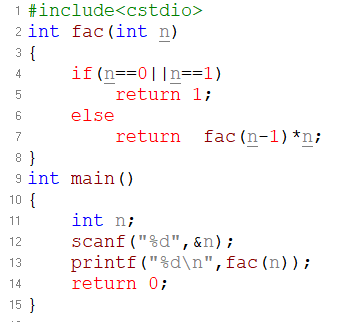 1 #include<cstdio>
2 int fac(int n)
3 {
4     if(n==0||n==1)
5         return 1;
6     else
7         return  fac(n-1)*n;
8 }
9 int main()
10 {
11     int n;
12     scanf("%d",&n);
13     printf("%d\n",fac(n));
14     return 0;
15 }